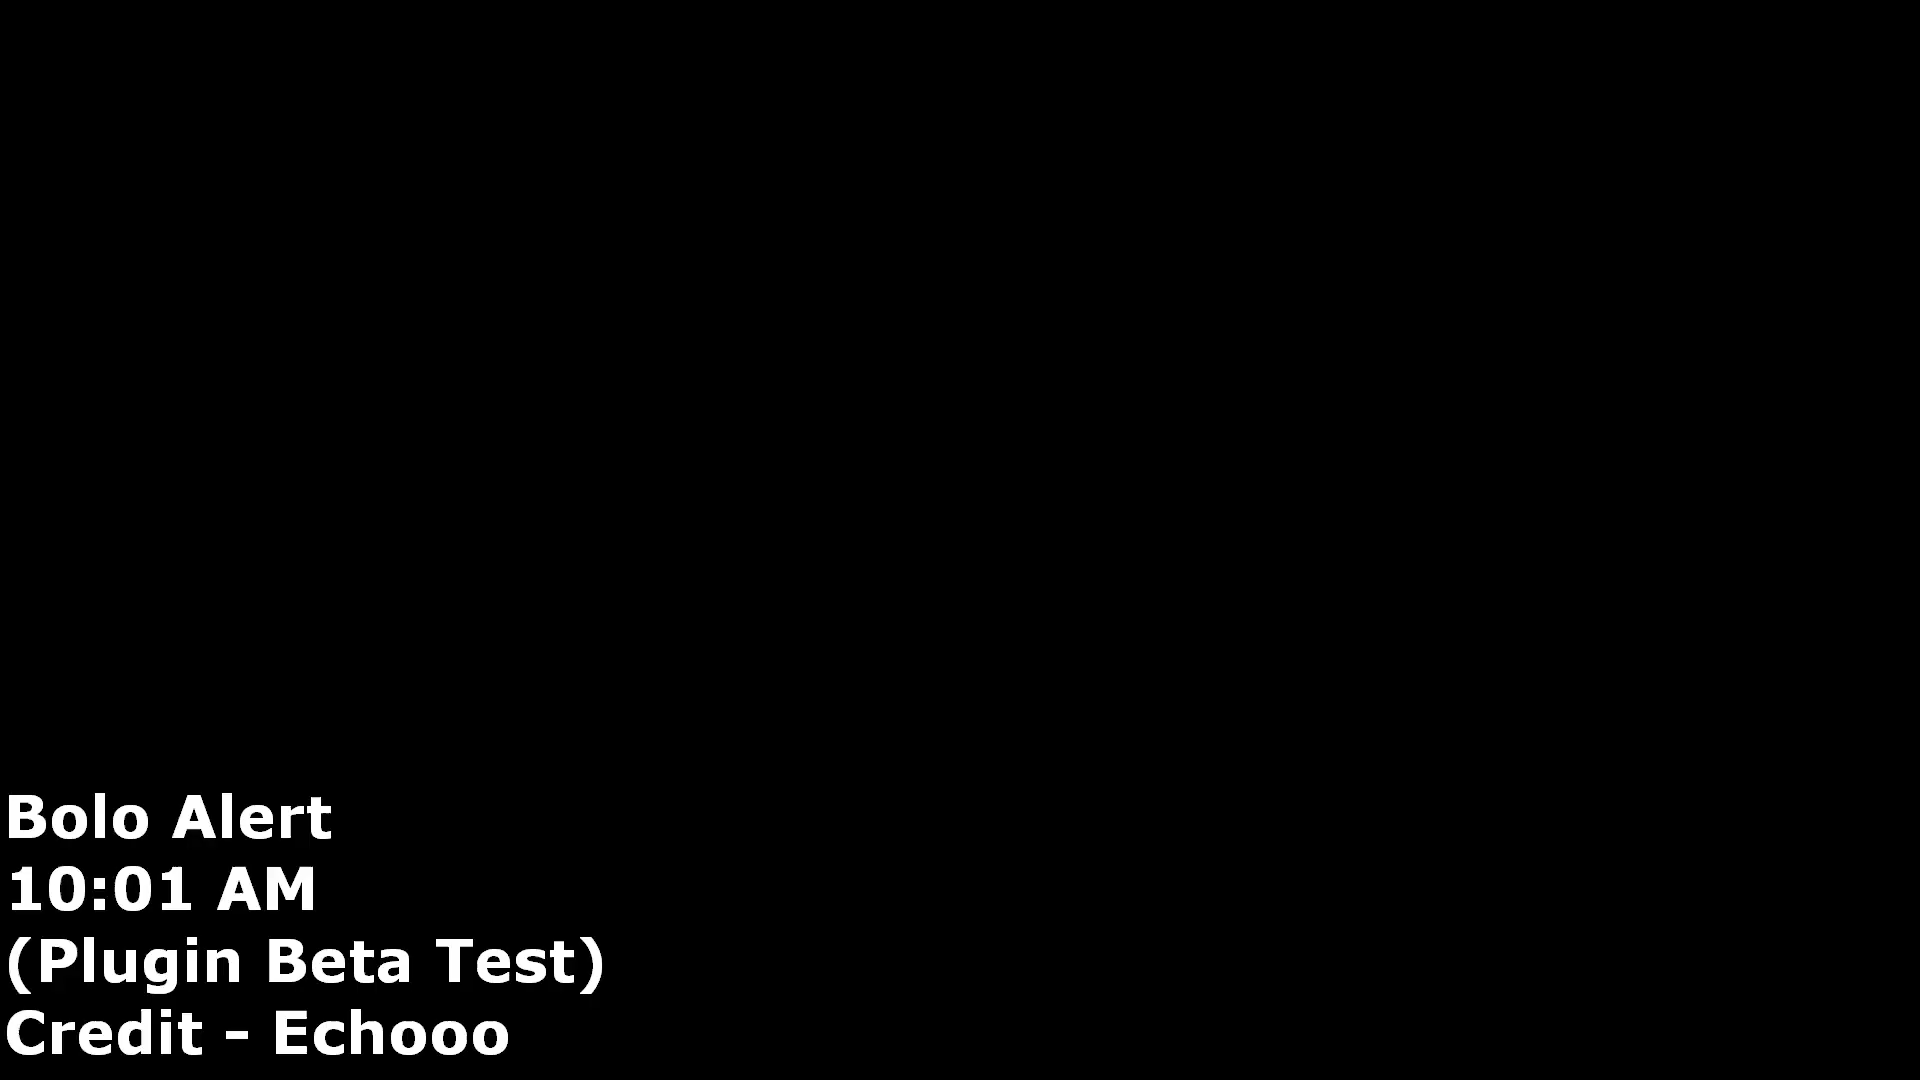 Bolo Alert
10:01 AM
(Plugin Beta Test)
Credit - Echooo